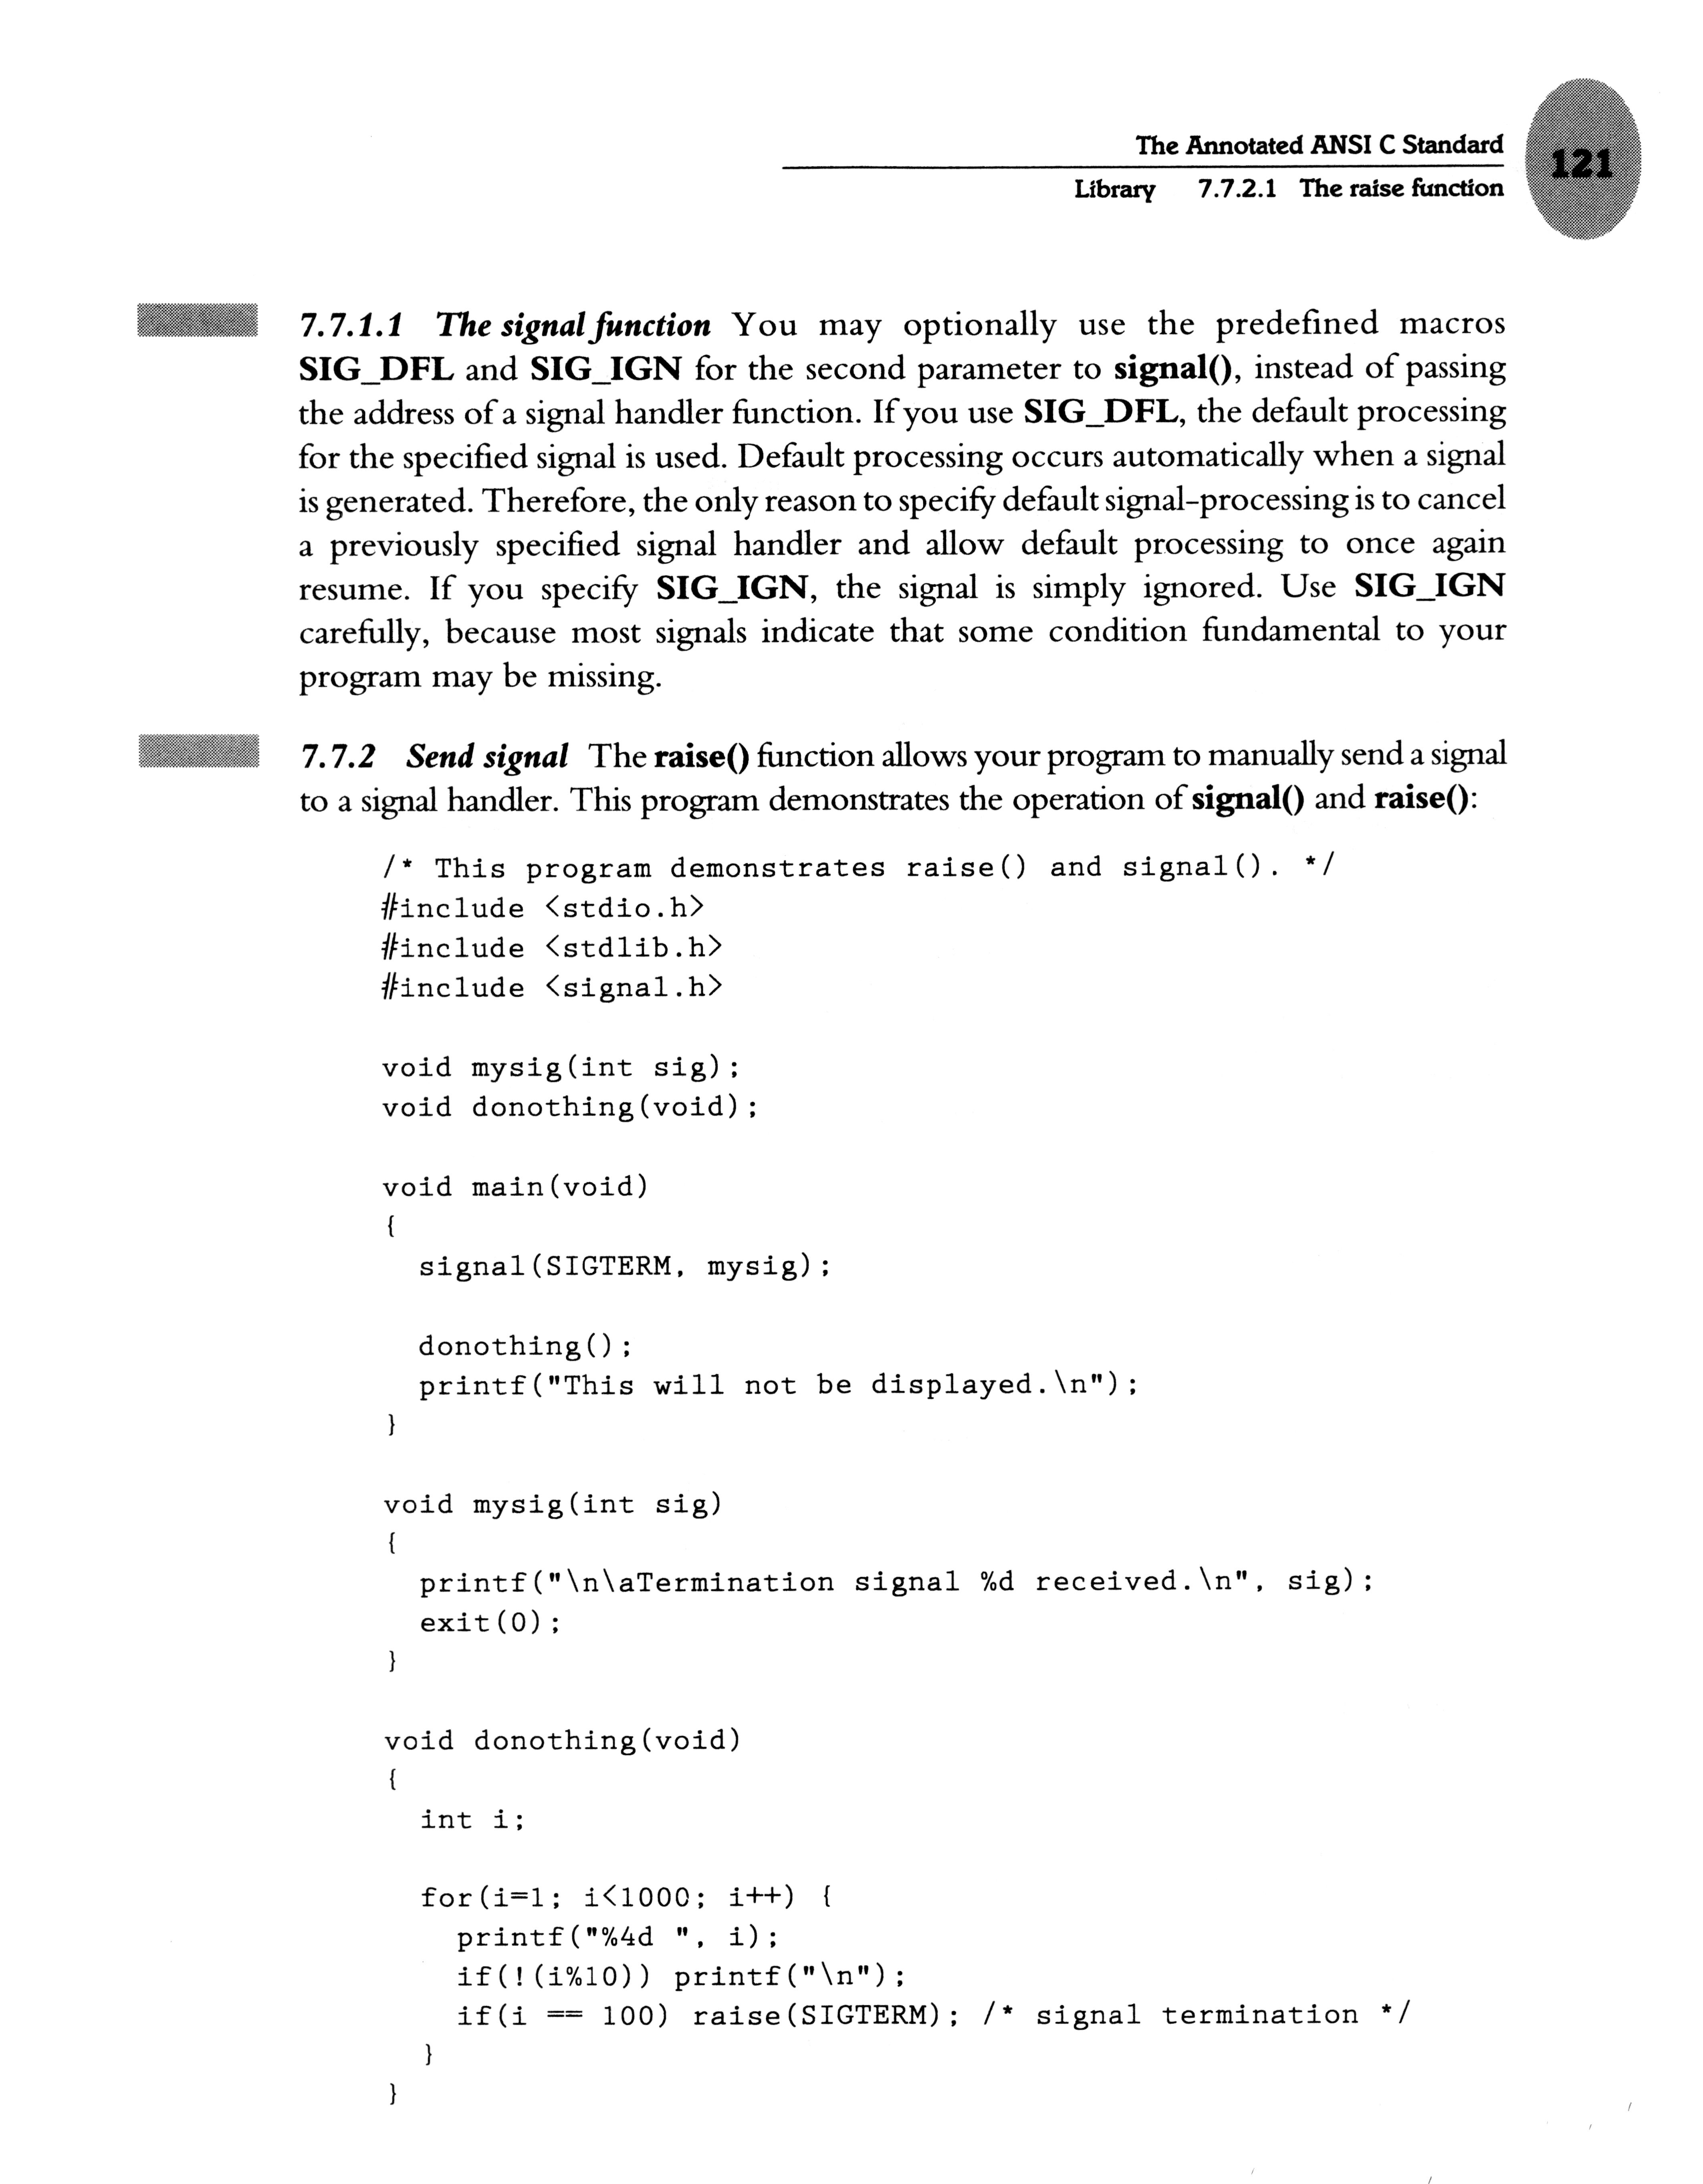 The Annotated ANSI C Standard
121
Library 7.7.2.1 The raise function
7.7.1.1 The signal function You may optionally use the predefined macros
SIG_DFL and SIG_IGN for the second parameter to signal(), instead of passing
the address of a signal handler function. If you use SIG_DFL, the default processing
for the specified signal is used. Default processing occurs automatically when a signal
is generated. Therefore, the only reason to specify default signal-processing is to cancel
a previously specified signal handler and allow default processing to once again
resume. If you specify SIG_IGN, the signal is simply ignored. Use SIG_IGN
carefully, because most signals indicate that some condition fundamental to your
program may be missing.
7.7.2 Send signal The raise() function allows your program to manually send a signal
to a signal handler. This program demonstrates the operation of signal() and raise():
/* This program demonstrates raise() and signal(). */
#include <stdio.h>
#include <stdlib.h>
#include <signal.h>
void mysig(int sig);
void donothing(void);
void main(void)
{
signal(SIGTERM, mysig);
donothing();
printf("This will not be displayed.\n");
}
void mysig(int sig)
{
printf("\n\aTermination signal %d received.\n", sig);
exit(0);
}
void donothing(void)
{
int i;
for(i=1; i<1000; i++) {
printf("%4d ", i);
if(!(i%10)) printf("\n");
if(i == 100) raise(SIGTERM); /* signal termination */
}
}